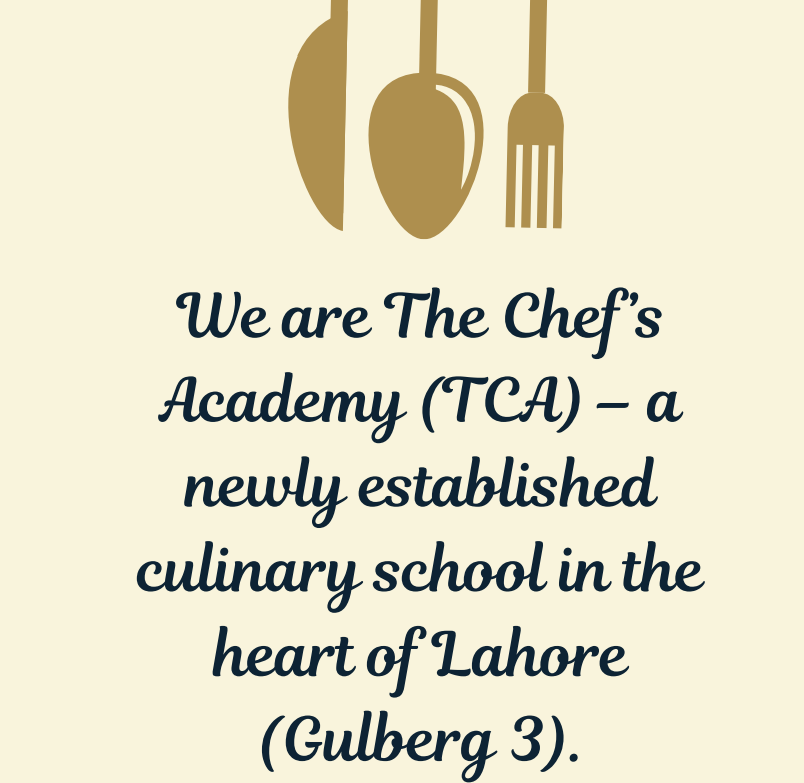 We are The Chef’s
Academy (TCA) – a
newly established
culinary school in the
heart of Lahore
(Gulberg 3).